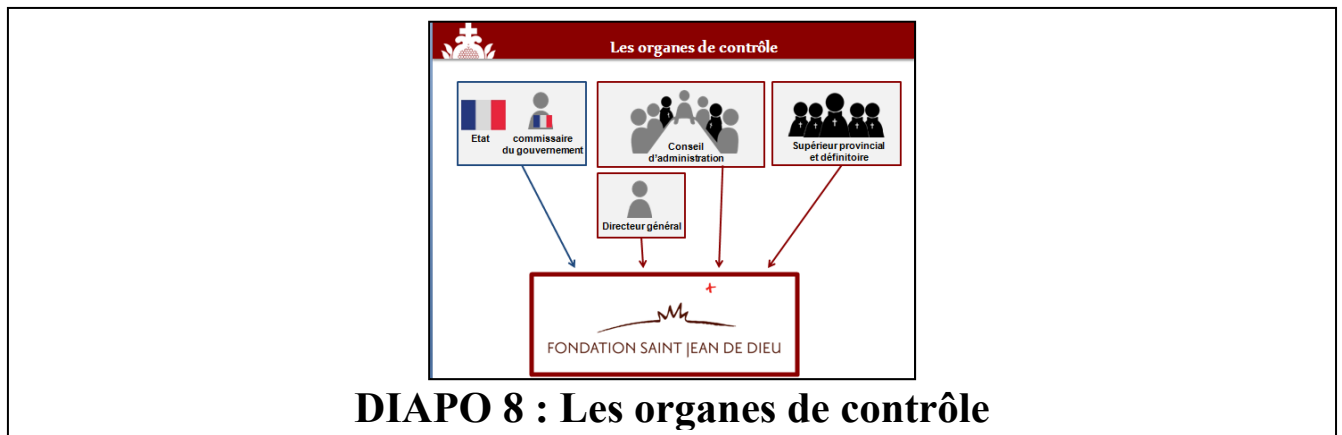 Les organes de contrôle
Etat
commissaire
du gouvernement
Conseil
d'administration
Supérieur provincial
et définitoire
Directeur général
FONDATION SAINT JEAN DE DIEU
DIAPO 8 : Les organes de contrôle